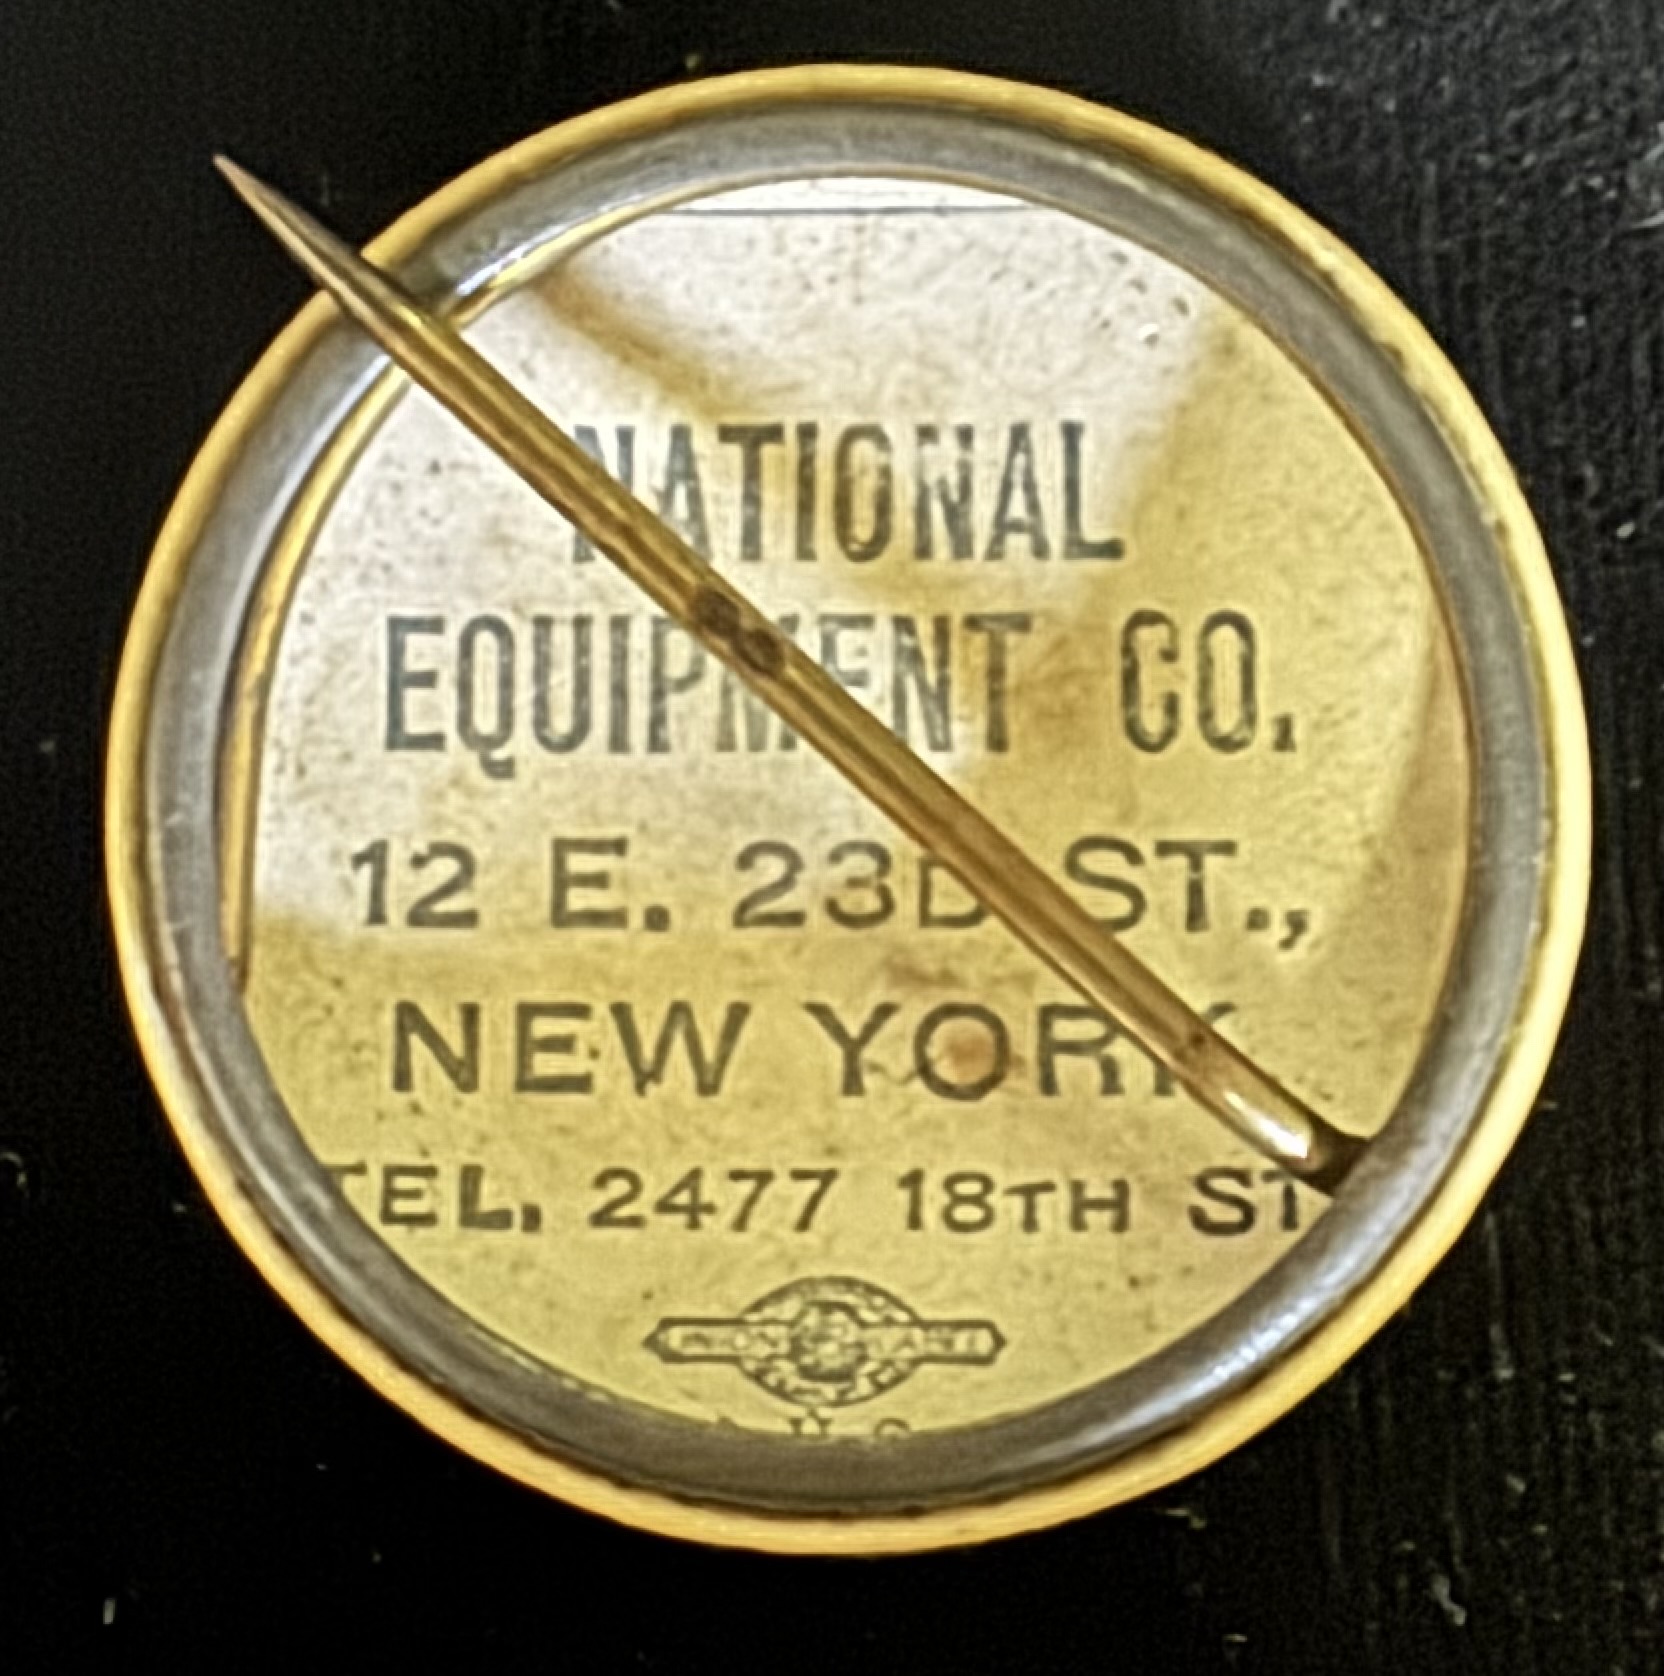 NATIONAL
EQUIPMENT CO.
12 E. 23D ST.,
NEW YORK
TEL. 2477 18TH ST